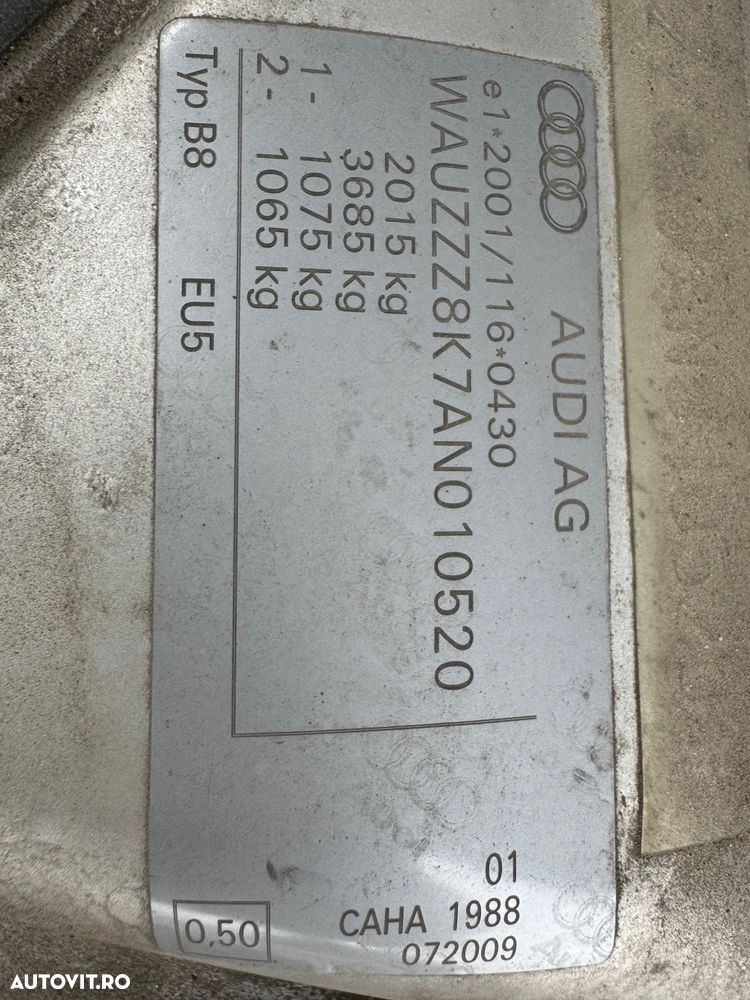 AUDI AG
e1*2001/116*0430
WAUZZZ8K7AN010520
2015 kg
3685 kg
1- 1075 kg
2- 1065 kg
Typ B8 EU5
01
CAHA 1988
072009
0,50
AUTOVIT.RO